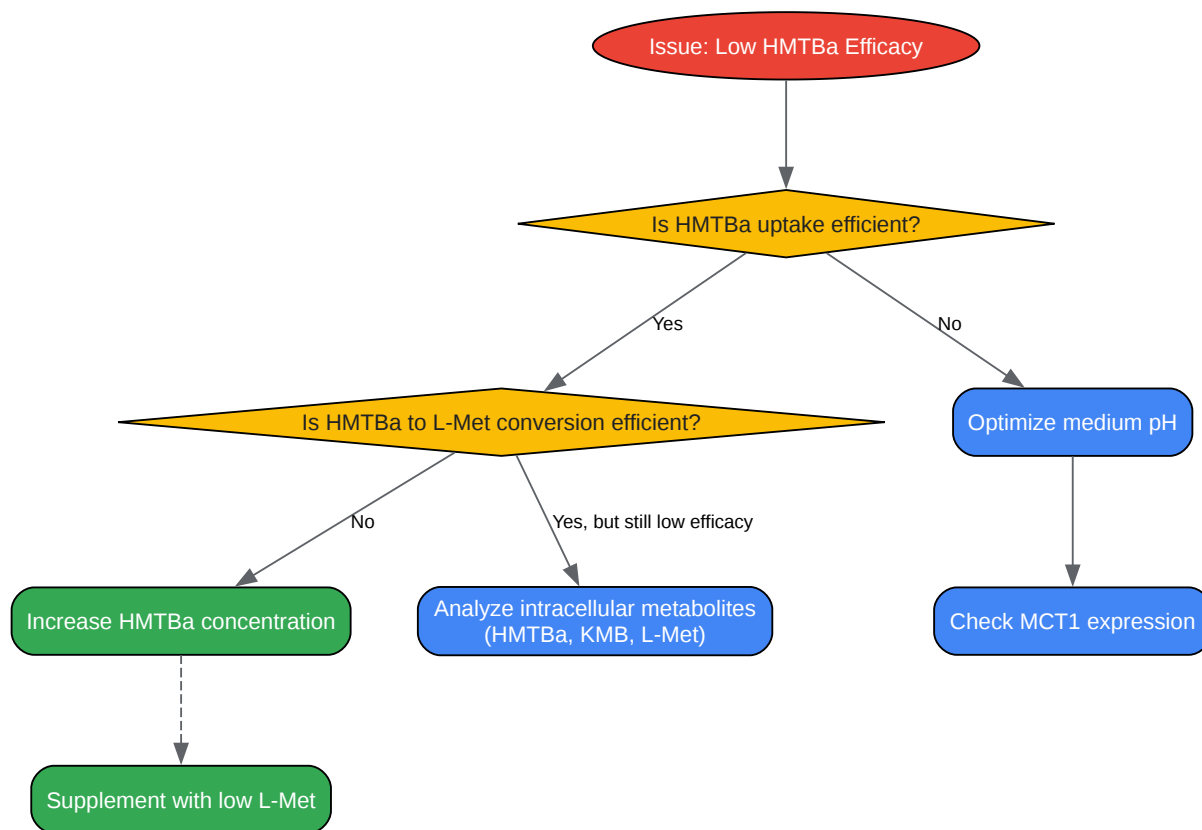 Issue: Low HMTBa Efficacy
Is HMTBa uptake efficient?
Yes
No
Is HMTBa to L-Met conversion efficient?
Optimize medium pH
No
Yes, but still low efficacy
Increase HMTBa concentration
Analyze intracellular metabolites
(HMTBa, KMB, L-Met)
Check MCT1 expression
Supplement with low L-Met